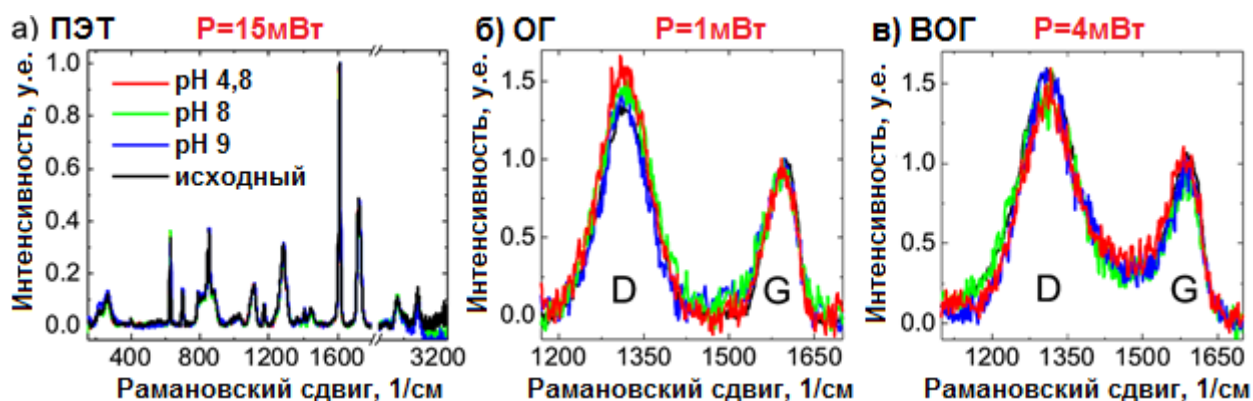 а) ПЭТ P=15мВт
Интенсивность, у.е.
1.0
0.8
0.6
0.4
0.2
0.0
pH 4,8
pH 8
pH 9
исходный
400 800 1200 1600 3200
Рамановский сдвиг, 1/см
б) ОГ P=1мВт
Интенсивность, у.е.
1.5
1.0
0.5
0.0
D G
1200 1350 1500 1650
Рамановский сдвиг, 1/см
в) ВОГ P=4мВт
Интенсивность, у.е.
1.5
1.0
0.5
0.0
D G
1200 1350 1500 1650
Рамановский сдвиг, 1/см